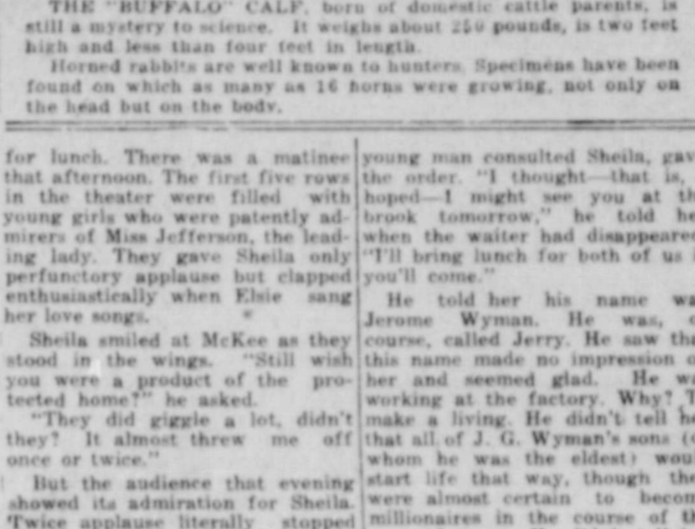 THE "BUFFALO" CALF, born of domestic cattle parents, is
still a mystery to science. It weighs about 250 pounds, is two feet
high and less than four feet in length.
Horned rabbits are well known to hunters. Specimens have been
found on which as many as 16 horns were growing, not only on
the head but on the body.
for lunch. There was a matinee
that afternoon. The first five rows
in the theater were filled with
young girls who were patently ad-
mirers of Miss Jefferson, the lead-
ing lady. They gave Sheila only
perfunctory applause but clapped
enthusiastically when Elsie sang
her love songs.
Sheila smiled at McKee as they
stood in the wings. "Still wish
you were a product of the pro-
tected home?" he asked.
"They did giggle a lot, didn't
they? It almost threw me off
once or twice."
But the audience that evening
showed its admiration for Sheila.
Twice applause literally stopped
young man consulted Sheila, gav
the order. "I thought—that is,
hoped—I might see you at th
brook tomorrow," he told he
when the waiter had disappeared
"I'll bring lunch for both of us
you'll come."
He told her his name wa
Jerome Wyman. He was, o
course, called Jerry. He saw tha
this name made no impression o
her and seemed glad. He wa
working at the factory. Why? T
make a living. He didn't tell he
that all of J. G. Wyman's sons (o
whom he was the eldest) woul
start life that way, though the
were almost certain to becom
millionaires in the course of t